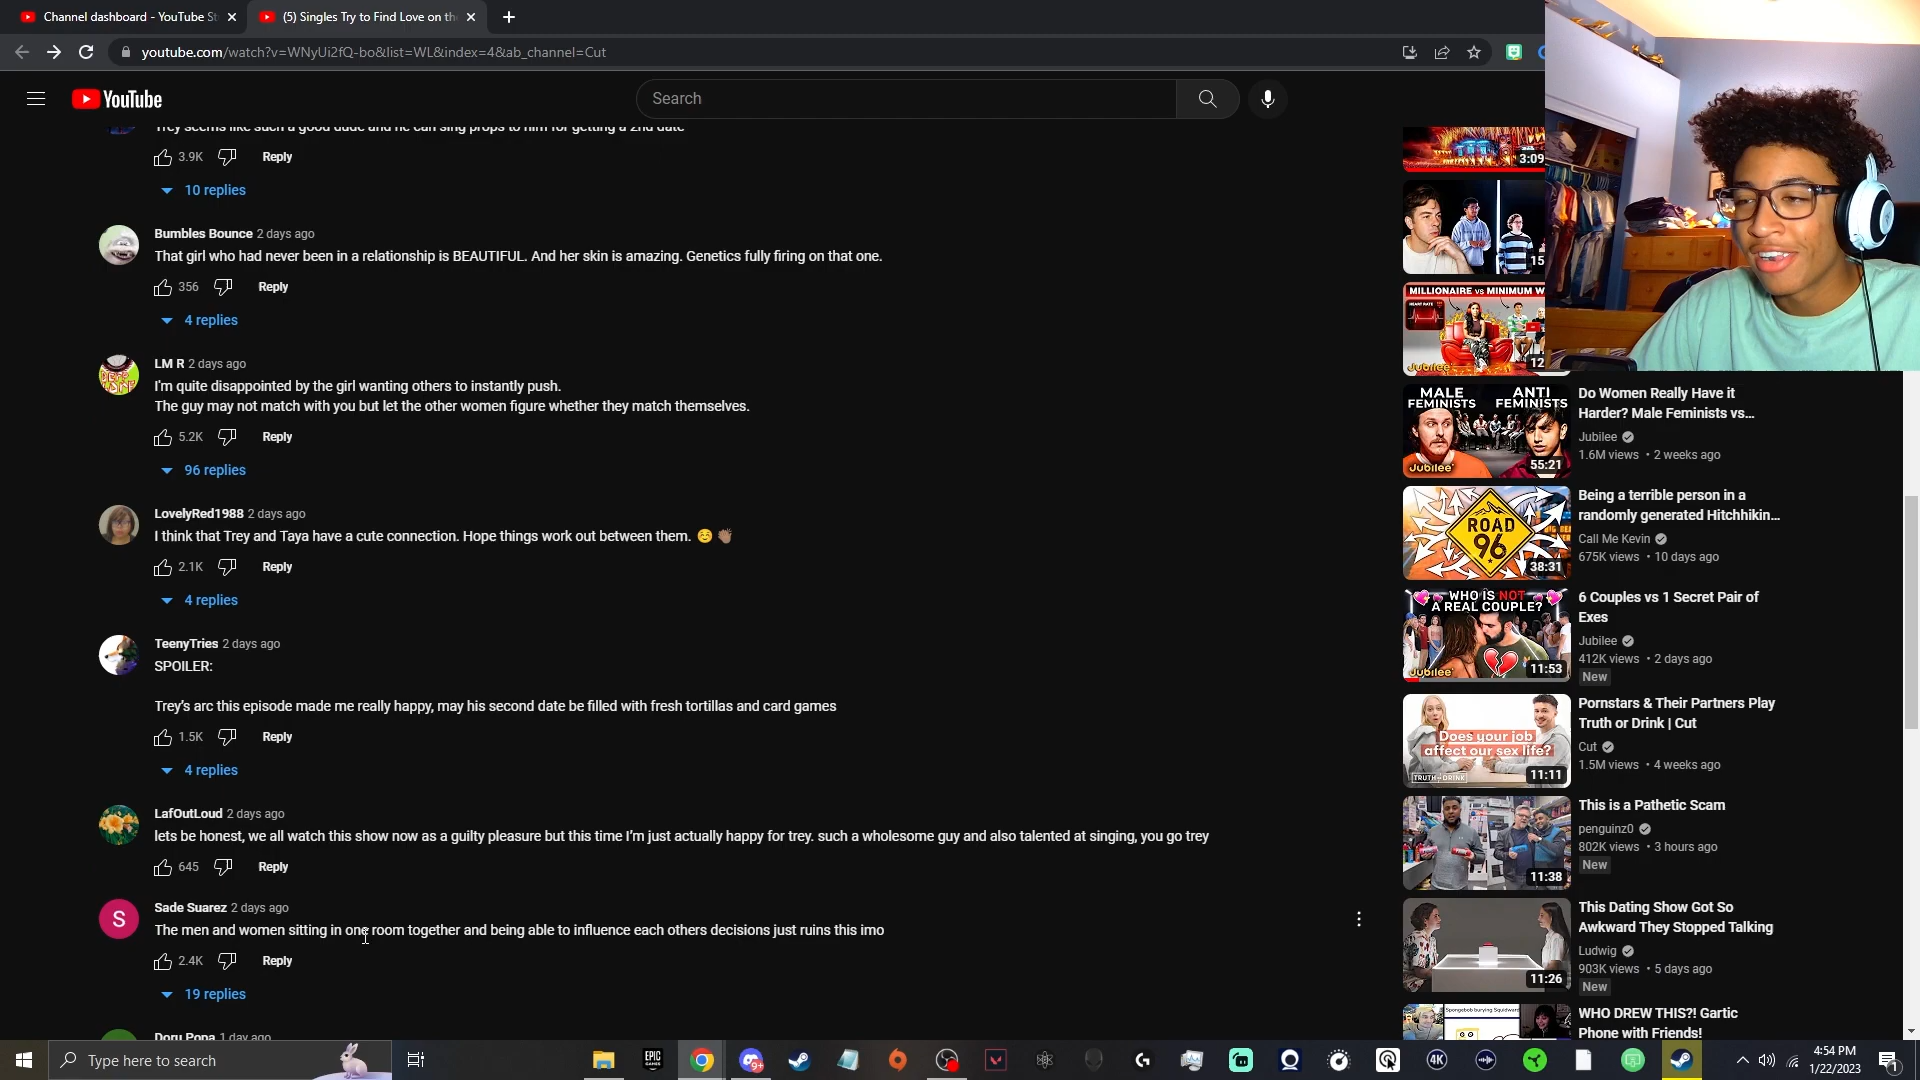 Channel dashboard - YouTube St
(5) Singles Try to Find Love on th
youtube.com/watch?v=WNyUi2fQ-bo&list=WL&index=4&ab_channel=Cut
YouTube
Search
Trey seems like such a good dude and he can sing props to him for getting a 2nd date
3.9K Reply
10 replies
Bumbles Bounce 2 days ago
That girl who had never been in a relationship is BEAUTIFUL. And her skin is amazing. Genetics fully firing on that one.
356 Reply
4 replies
LM R 2 days ago
I'm quite disappointed by the girl wanting others to instantly push.
The guy may not match with you but let the other women figure whether they match themselves.
5.2K Reply
96 replies
LovelyRed1988 2 days ago
I think that Trey and Taya have a cute connection. Hope things work out between them. ☺️ 👏🏽
2.1K Reply
4 replies
TeenyTries 2 days ago
SPOILER:
Trey's arc this episode made me really happy, may his second date be filled with fresh tortillas and card games
1.5K Reply
4 replies
LafOutLoud 2 days ago
lets be honest, we all watch this show now as a guilty pleasure but this time I'm just actually happy for trey. such a wholesome guy and also talented at singing, you go trey
645 Reply
S
Sade Suarez 2 days ago
The men and women sitting in one room together and being able to influence each others decisions just ruins this imo
2.4K Reply
19 replies
Doru Popa 1 day ago
3:09
15
MILLIONAIRE vs MINIMUM W
HEART RATE
Jubilee
12
MALE FEMINISTS
ANTI FEMINISTS
Jubilee
55:21
Do Women Really Have it
Harder? Male Feminists vs...
Jubilee
1.6M views • 2 weeks ago
ROAD
96
38:31
Being a terrible person in a
randomly generated Hitchhikin...
Call Me Kevin
675K views • 10 days ago
WHO IS NOT
A REAL COUPLE?
Jubilee
11:53
6 Couples vs 1 Secret Pair of
Exes
Jubilee
412K views • 2 days ago
New
Does your job
affect our sex life?
TRUTH OR DRINK
11:11
Pornstars & Their Partners Play
Truth or Drink | Cut
Cut
1.5M views • 4 weeks ago
11:38
This is a Pathetic Scam
penguinz0
802K views • 3 hours ago
New
11:26
This Dating Show Got So
Awkward They Stopped Talking
Ludwig
903K views • 5 days ago
New
Spongebob burying Squidward
WHO DREW THIS?! Gartic
Phone with Friends!
Type here to search
EPIC GAMES
9+
4K
4:54 PM
1/22/2023
1